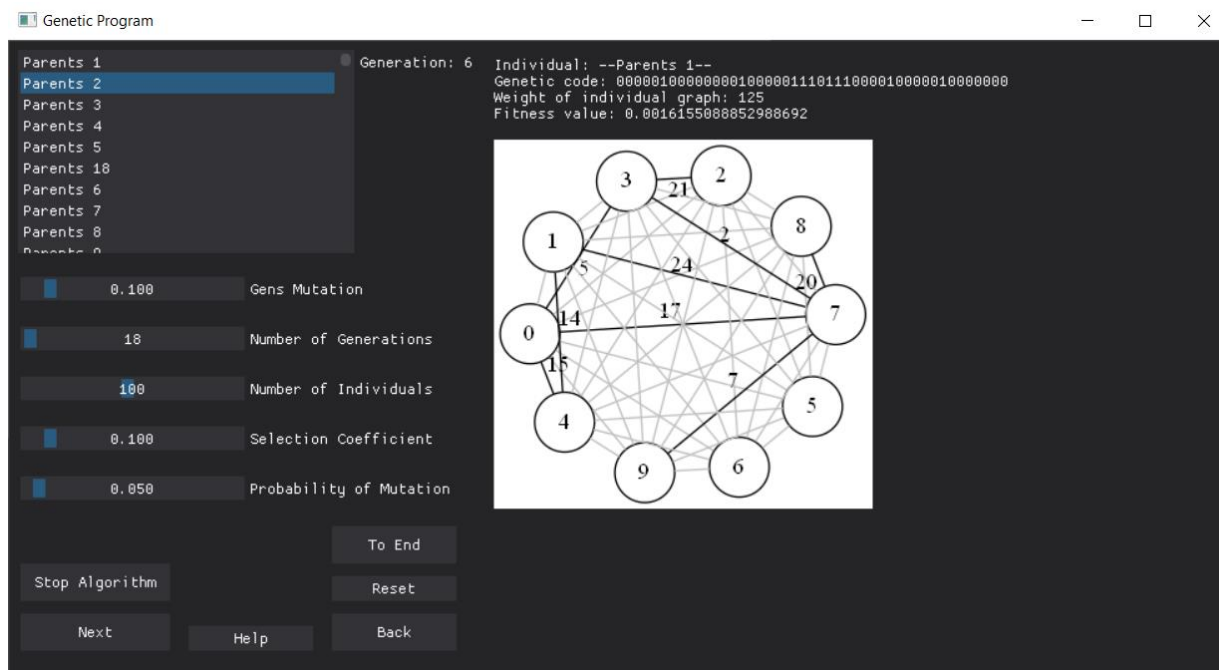 Genetic Program
Parents 1
Parents 2
Parents 3
Parents 4
Parents 5
Parents 18
Parents 6
Parents 7
Parents 8
Generation: 6
0.100 Gens Mutation
18 Number of Generations
100 Number of Individuals
0.100 Selection Coefficient
0.050 Probability of Mutation
To End
Stop Algorithm
Reset
Next
Help
Back
Individual: --Parents 1--
Genetic code: 000001000000001000001110111000010000010000000
Weight of individual graph: 125
Fitness value: 0.0016155088852988692
3
2
21
8
1
2
5
24
20
17
7
0
14
15
7
5
4
9
6